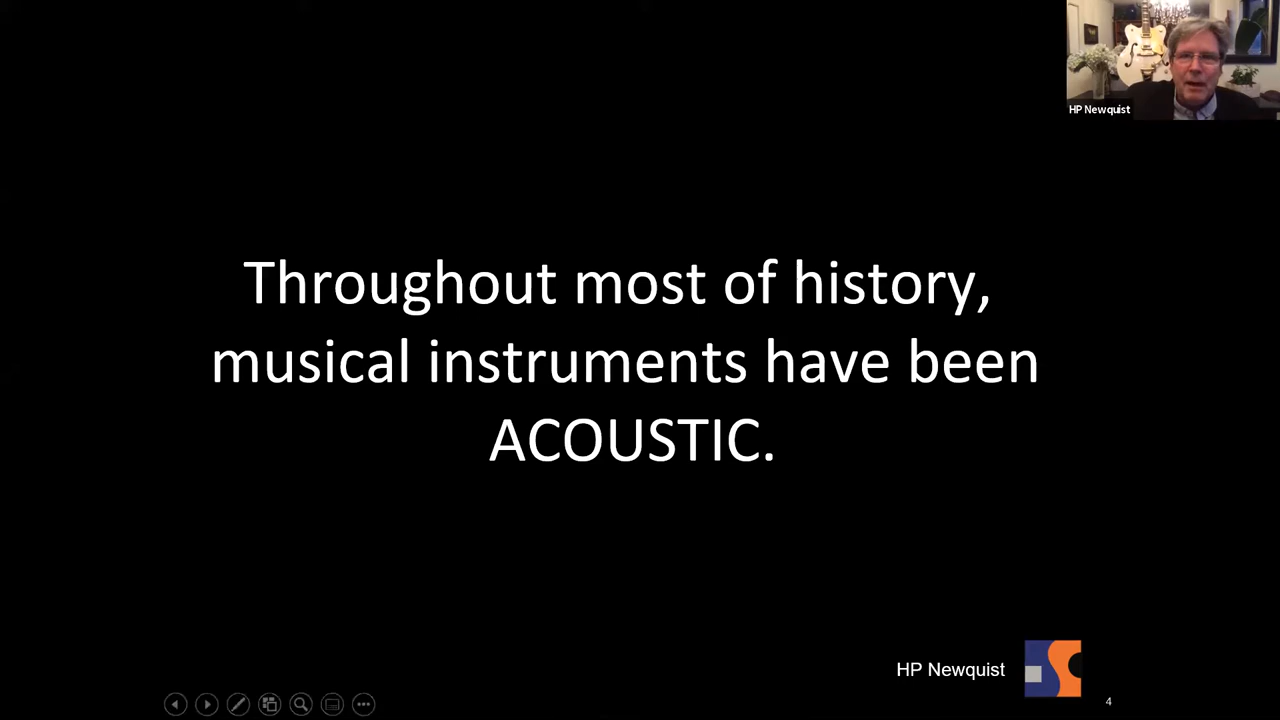 HP Newquist
Throughout most of history,
musical instruments have been
ACOUSTIC.
HP Newquist
4